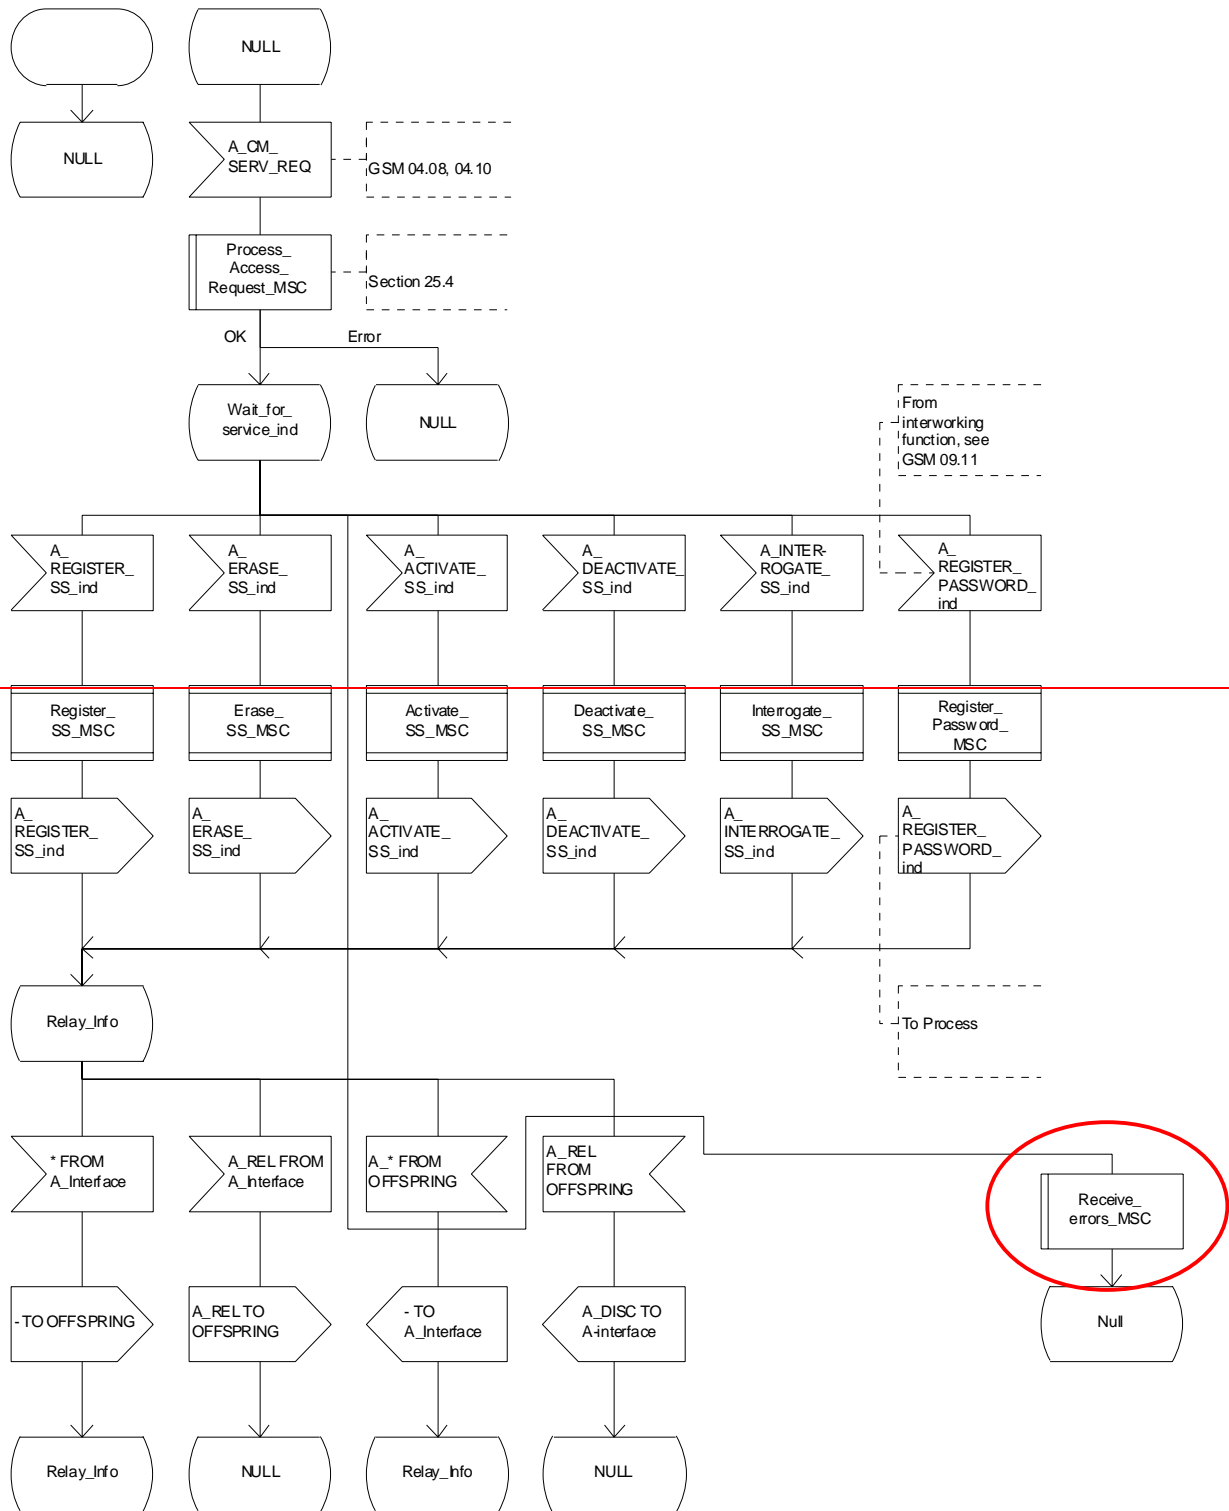 NULL
NULL
A_CM_
SERV_REQ
GSM 04.08, 04.10
Process_
Access_
Request_MSC
Section 25.4
OK
Error
Wait_for_
service_ind
NULL
From
interworking
function, see
GSM 09.11
A_
REGISTER_
SS_ind
A_
ERASE_
SS_ind
A_
ACTIVATE_
SS_ind
A_
DEACTIVATE_
SS_ind
A_INTER-
ROGATE_
SS_ind
A_
REGISTER_
PASSWORD_
ind
Register_
SS_MSC
Erase_
SS_MSC
Activate_
SS_MSC
Deactivate_
SS_MSC
Interrogate_
SS_MSC
Register_
Password_
MSC
A_
REGISTER_
SS_ind
A_
ERASE_
SS_ind
A_
ACTIVATE_
SS_ind
A_
DEACTIVATE_
SS_ind
A_
INTERROGATE_
SS_ind
A_
REGISTER_
PASSWORD_
ind
Relay_Info
To Process
* FROM
A_Interface
A_REL FROM
A_Interface
A_* FROM
OFFSPRING
A_REL
FROM
OFFSPRING
Receive_
errors_MSC
- TO OFFSPRING
A_REL TO
OFFSPRING
- TO
A_Interface
A_DISC TO
A-interface
Null
Relay_Info
NULL
Relay_Info
NULL